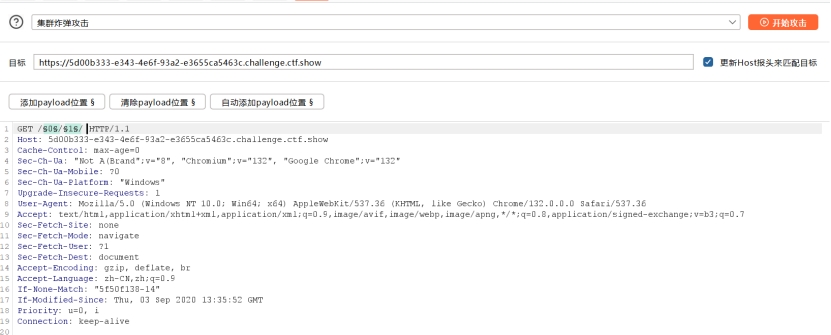 集群炸弹攻击
开始攻击
目标 https://5d00b333-e343-4e6f-93a2-e3655ca5463c.challenge.ctf.show 更新Host报头来匹配目标
添加payload位置 § 清除payload位置 § 自动添加payload位置 §
1 GET /§0§/§1§/ HTTP/1.1
2 Host: 5d00b333-e343-4e6f-93a2-e3655ca5463c.challenge.ctf.show
3 Cache-Control: max-age=0
4 Sec-Ch-Ua: "Not A(Brand";v="8", "Chromium";v="132", "Google Chrome";v="132"
5 Sec-Ch-Ua-Mobile: ?0
6 Sec-Ch-Ua-Platform: "Windows"
7 Upgrade-Insecure-Requests: 1
8 User-Agent: Mozilla/5.0 (Windows NT 10.0; Win64; x64) AppleWebKit/537.36 (KHTML, like Gecko) Chrome/132.0.0.0 Safari/537.36
9 Accept: text/html,application/xhtml+xml,application/xml;q=0.9,image/avif,image/webp,image/apng,*/*;q=0.8,application/signed-exchange;v=b3;q=0.7
10 Sec-Fetch-Site: none
11 Sec-Fetch-Mode: navigate
12 Sec-Fetch-User: ?1
13 Sec-Fetch-Dest: document
14 Accept-Encoding: gzip, deflate, br
15 Accept-Language: zh-CN,zh;q=0.9
16 If-None-Match: "5f50f138-14"
17 If-Modified-Since: Thu, 03 Sep 2020 13:35:52 GMT
18 Priority: u=0, i
19 Connection: keep-alive
20